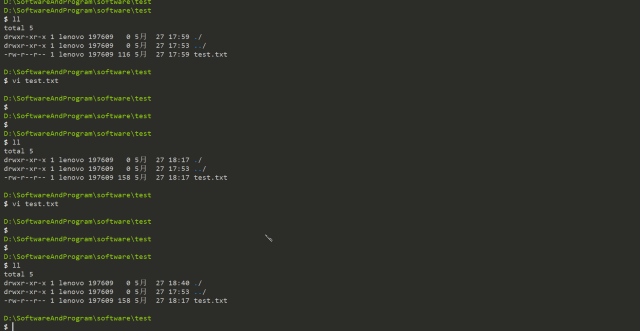 D:\SoftwareAndProgram\software\test
D:\SoftwareAndProgram\software\test
$ ll
total 5
drwxr-xr-x 1 lenovo 197609   0 5月  27 17:59 ./
drwxr-xr-x 1 lenovo 197609   0 5月  27 17:53 ../
-rw-r--r-- 1 lenovo 197609 116 5月  27 17:59 test.txt
D:\SoftwareAndProgram\software\test
$ vi test.txt
D:\SoftwareAndProgram\software\test
$
D:\SoftwareAndProgram\software\test
$
D:\SoftwareAndProgram\software\test
$ ll
total 5
drwxr-xr-x 1 lenovo 197609   0 5月  27 18:17 ./
drwxr-xr-x 1 lenovo 197609   0 5月  27 17:53 ../
-rw-r--r-- 1 lenovo 197609 158 5月  27 18:17 test.txt
D:\SoftwareAndProgram\software\test
$ vi test.txt
D:\SoftwareAndProgram\software\test
$
D:\SoftwareAndProgram\software\test
$
D:\SoftwareAndProgram\software\test
$ ll
total 5
drwxr-xr-x 1 lenovo 197609   0 5月  27 18:40 ./
drwxr-xr-x 1 lenovo 197609   0 5月  27 17:53 ../
-rw-r--r-- 1 lenovo 197609 158 5月  27 18:17 test.txt
D:\SoftwareAndProgram\software\test
$